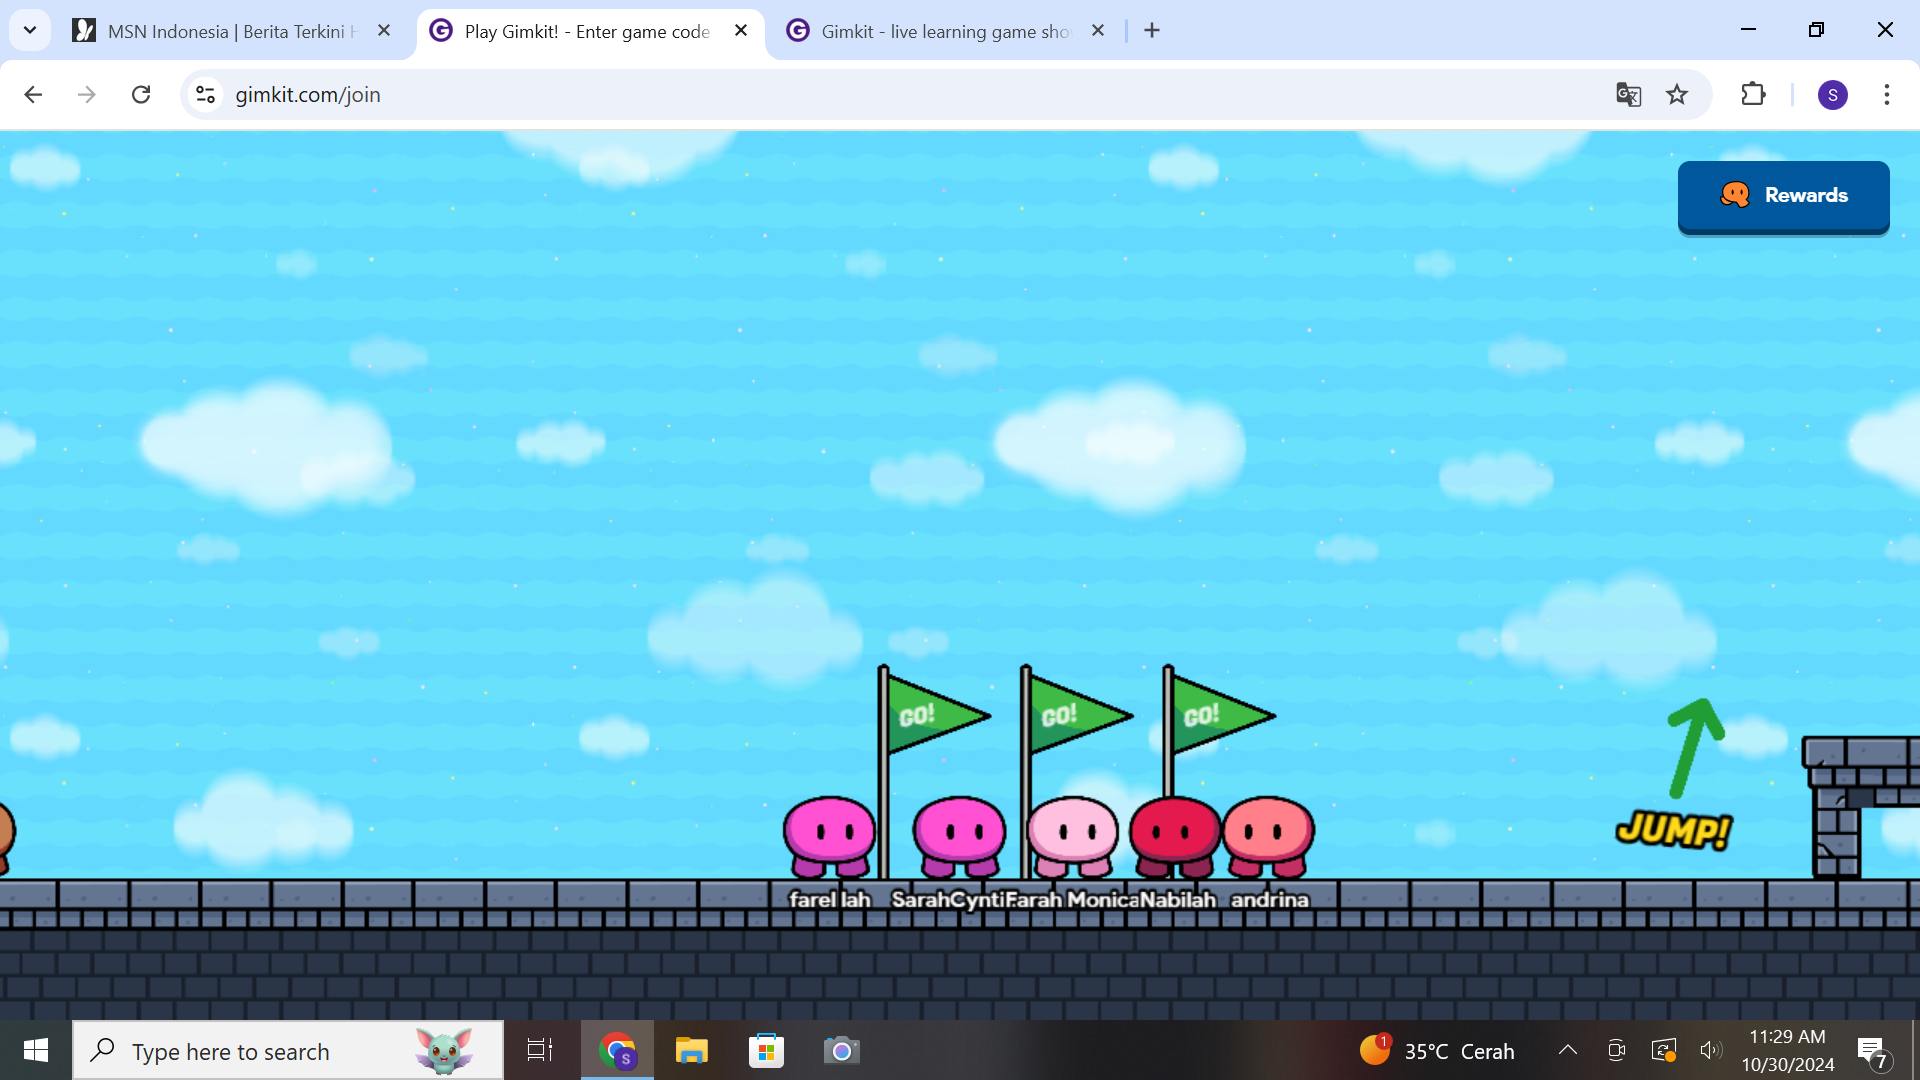 MSN Indonesia | Berita Terkini H
Play Gimkit! - Enter game code
Gimkit - live learning game sho
gimkit.com/join
S
Rewards
GO! GO! GO!
JUMP!
farel lah SarahCynti Farah Monica Nabilah andrina
Type here to search
S
1
35°C Cerah
11:29 AM
10/30/2024
7